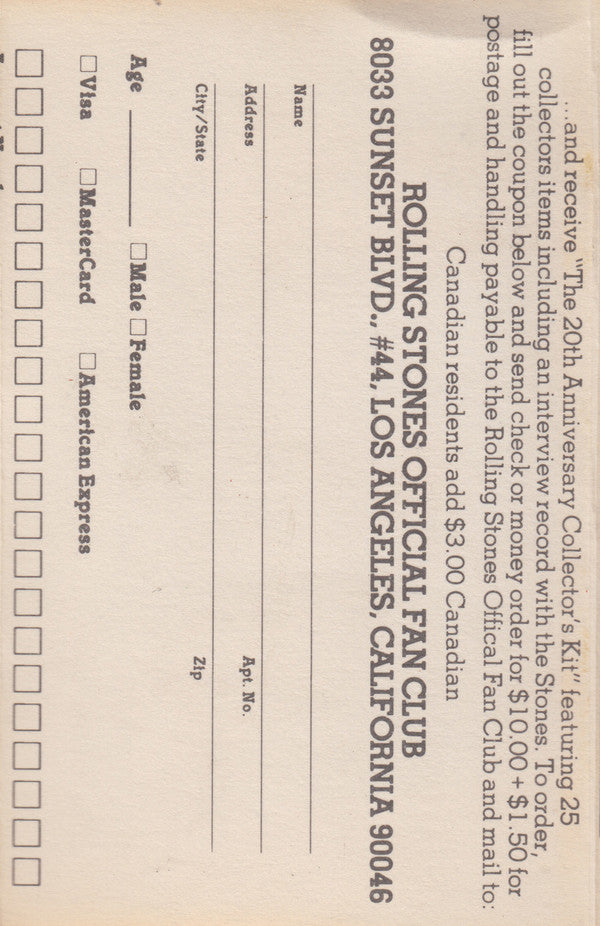 ...and receive "The 20th Anniversary Collector's Kit" featuring 25
collectors items including an interview record with the Stones. To order,
fill out the coupon below and send check or money order for $10.00 + $1.50 for
postage and handling payable to the Rolling Stones Offical Fan Club and mail to:
Canadian residents add $3.00 Canadian
ROLLING STONES OFFICIAL FAN CLUB
8033 SUNSET BLVD., #44, LOS ANGELES, CALIFORNIA 90046
Name
Address Apt. No.
City/State Zip
Age Male Female
Visa MasterCard American Express